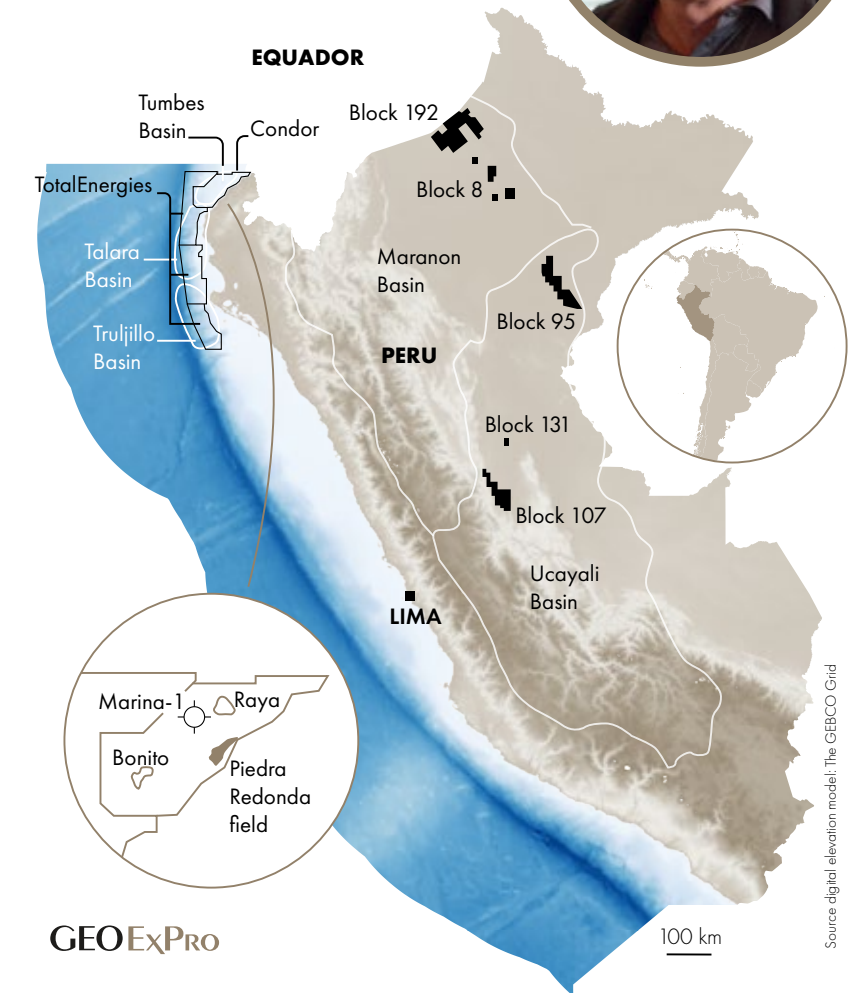 EQUADOR
Tumbes
Basin
Condor
Block 192
TotalEnergies
Block 8
Talara
Basin
Maranon
Basin
Truljillo
Basin
Block 95
PERU
Block 131
Block 107
Ucayali
Basin
LIMA
Marina-1
Raya
Bonito
Piedra
Redonda
field
GEOExPro
100 km
Source digital elevation model: The GEBCO Grid